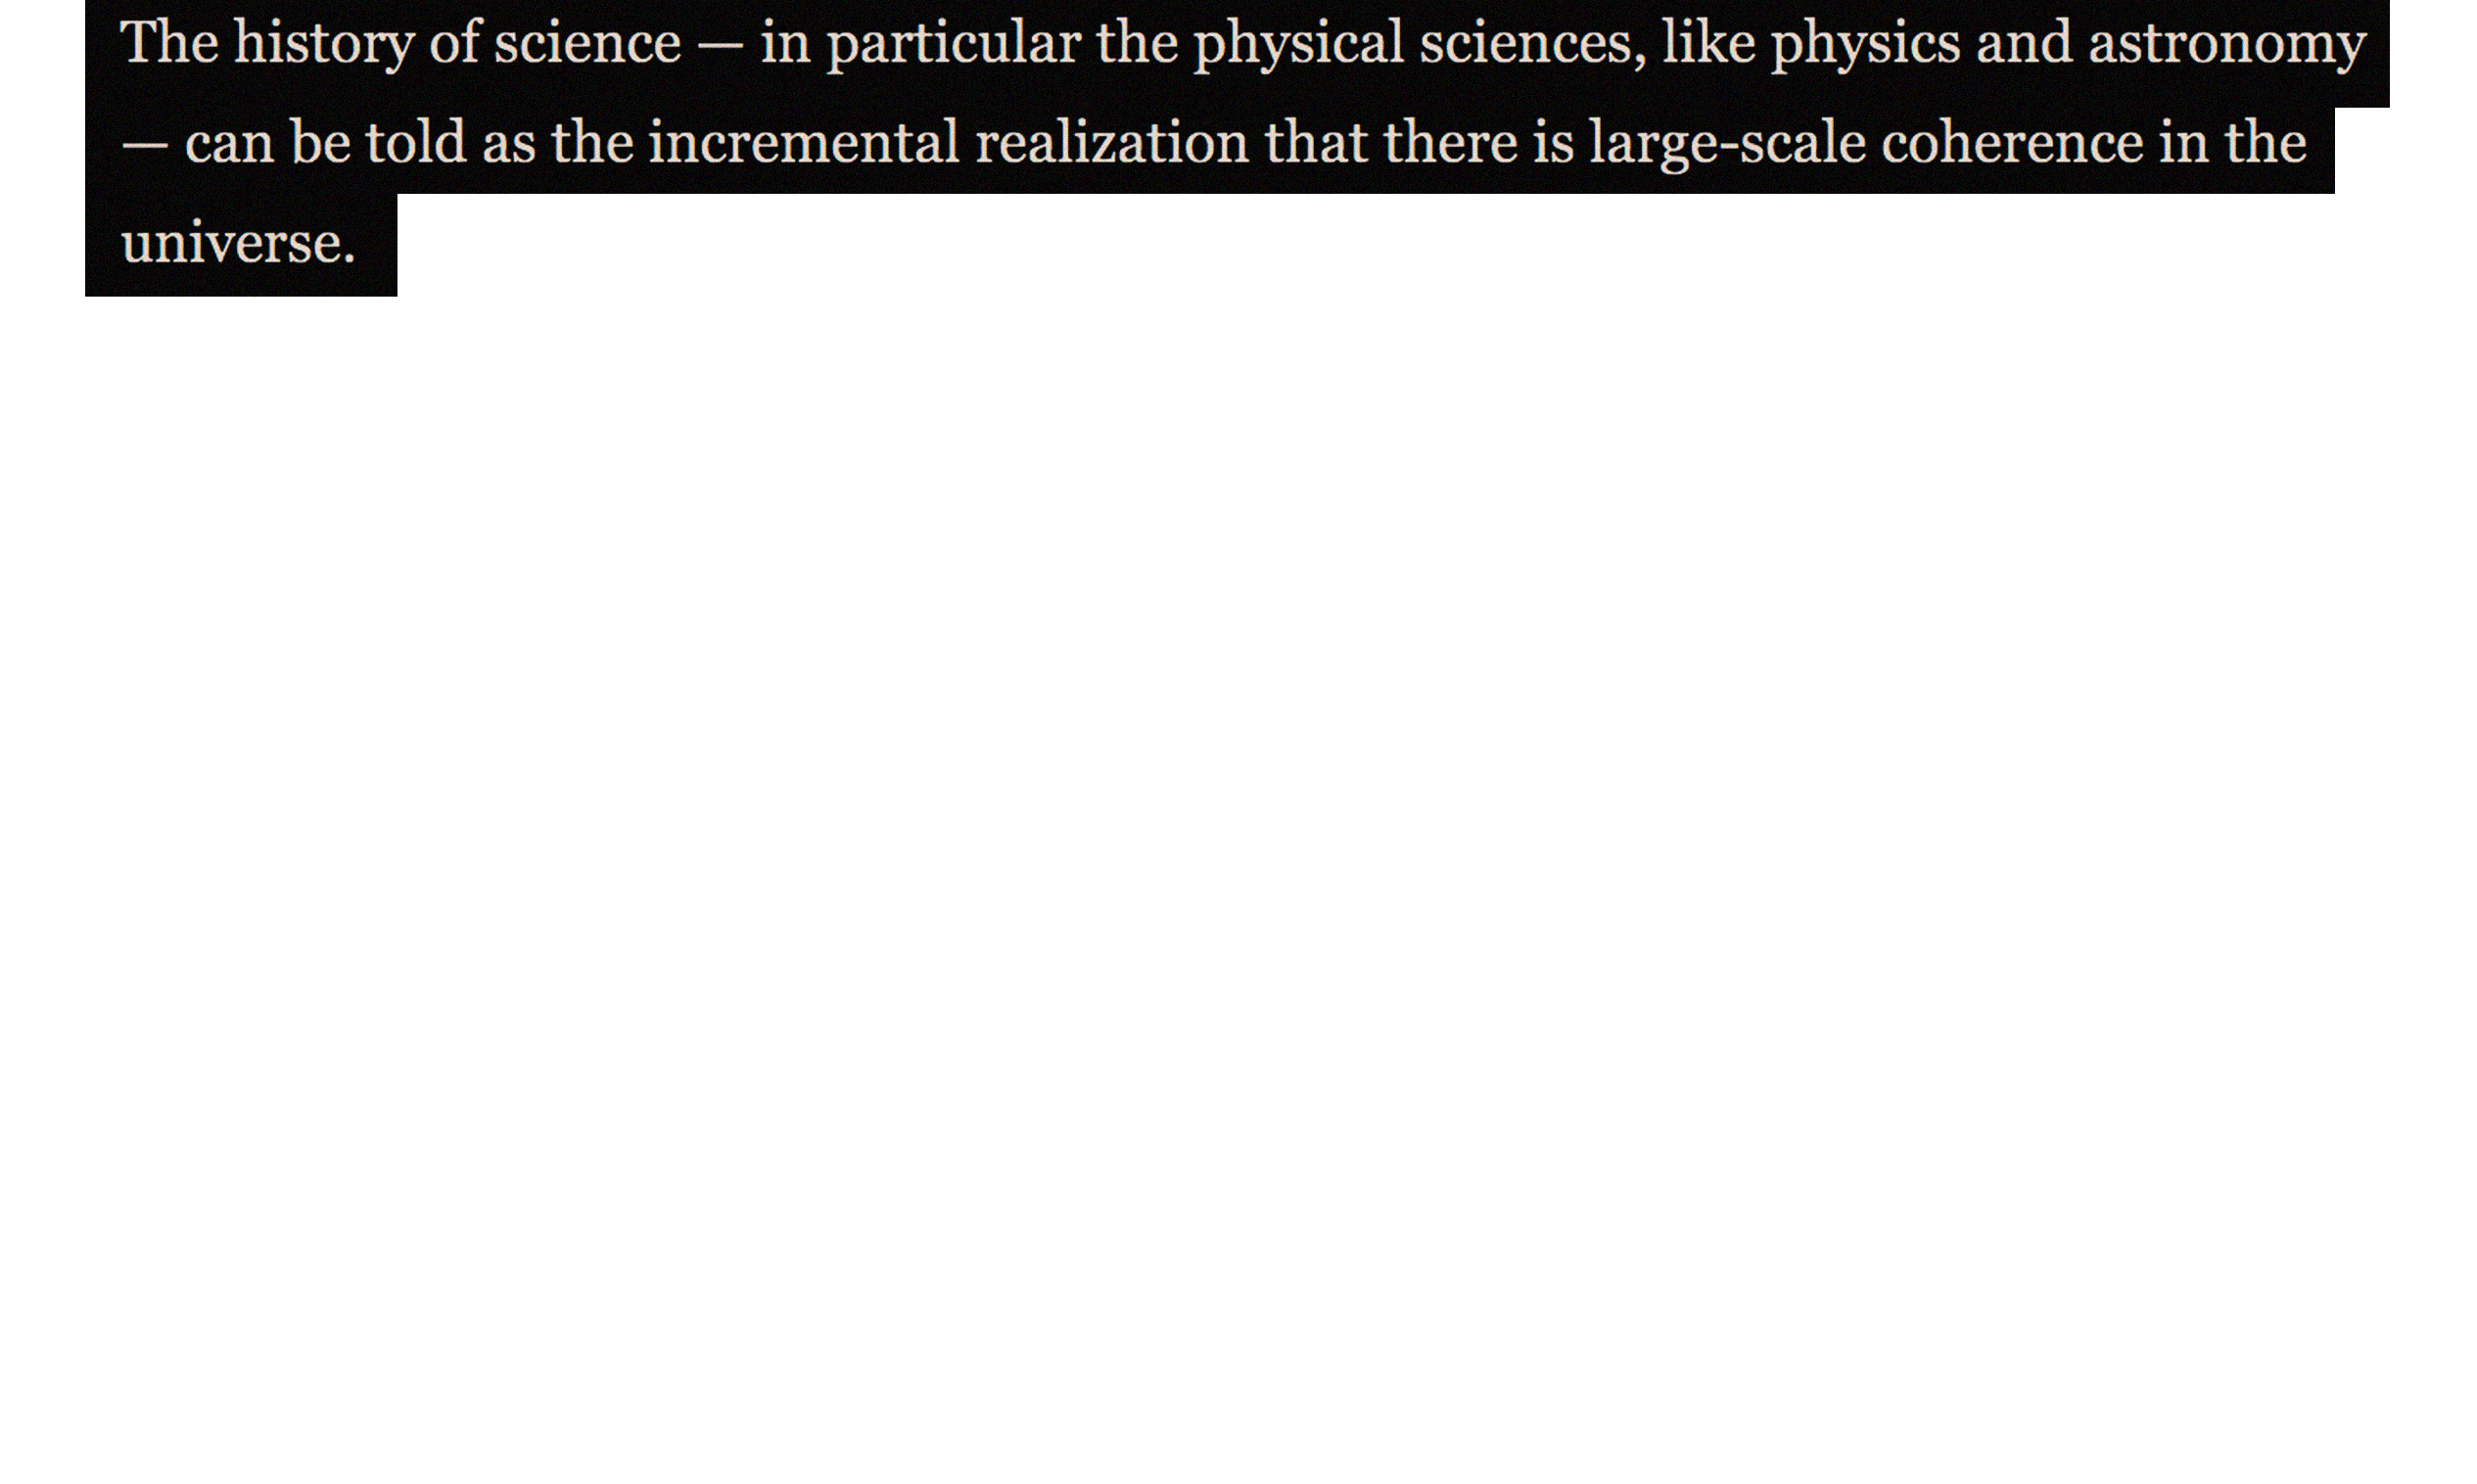 The history of science — in particular the physical sciences, like physics and astronomy
— can be told as the incremental realization that there is large-scale coherence in the
universe.